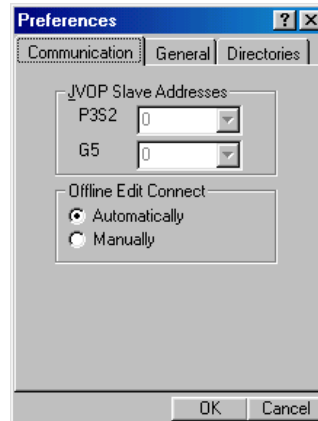 Preferences
Communication General Directories
JVOP Slave Addresses
P3S2 0
G5 0
Offline Edit Connect
Automatically
Manually
OK Cancel